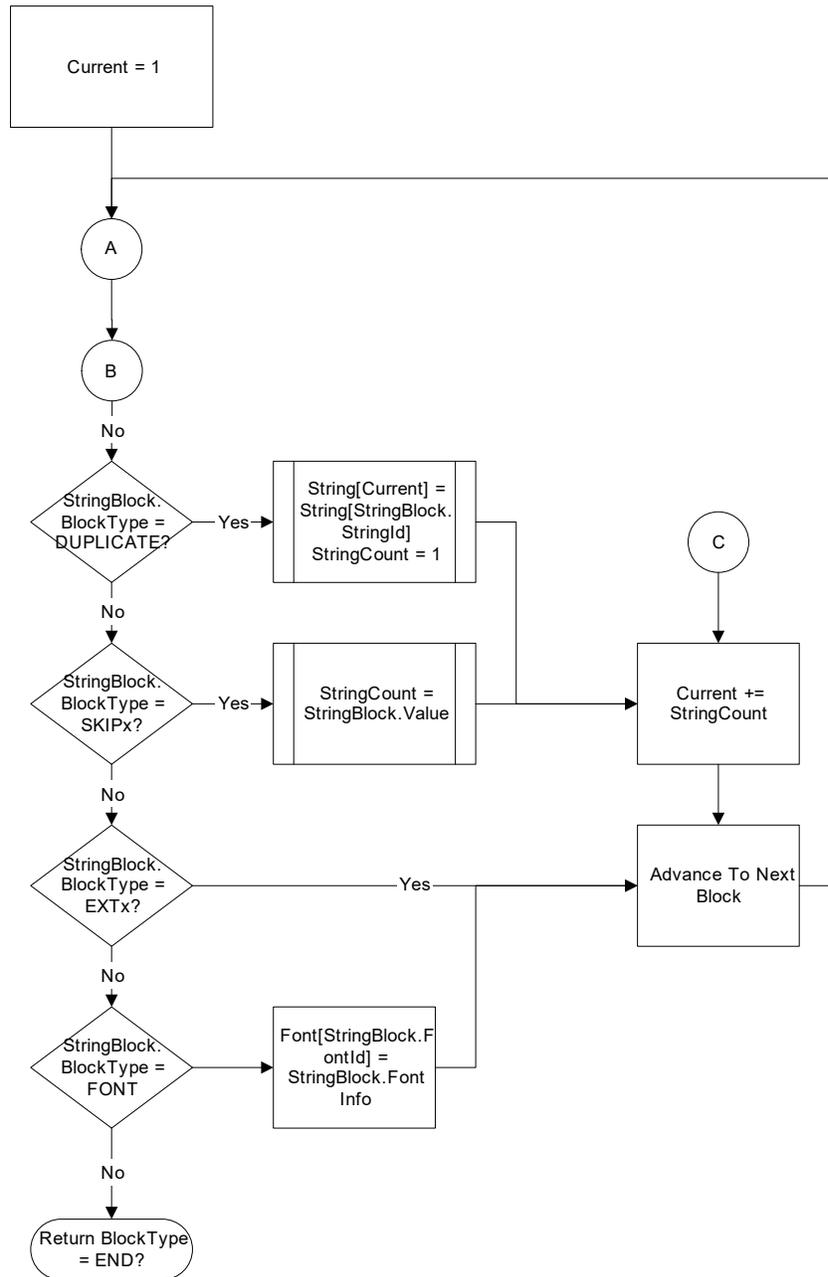 Current = 1
A
B
No
StringBlock.
BlockType =
DUPLICATE?
Yes
String[Current] =
String[StringBlock.
StringId]
StringCount = 1
C
No
StringBlock.
BlockType =
SKIPx?
Yes
StringCount =
StringBlock.Value
Current +=
StringCount
No
StringBlock.
BlockType =
EXTx?
Yes
Advance To Next
Block
No
StringBlock.
BlockType =
FONT
Font[StringBlock.F
ontId] =
StringBlock.Font
Info
No
Return BlockType
= END?